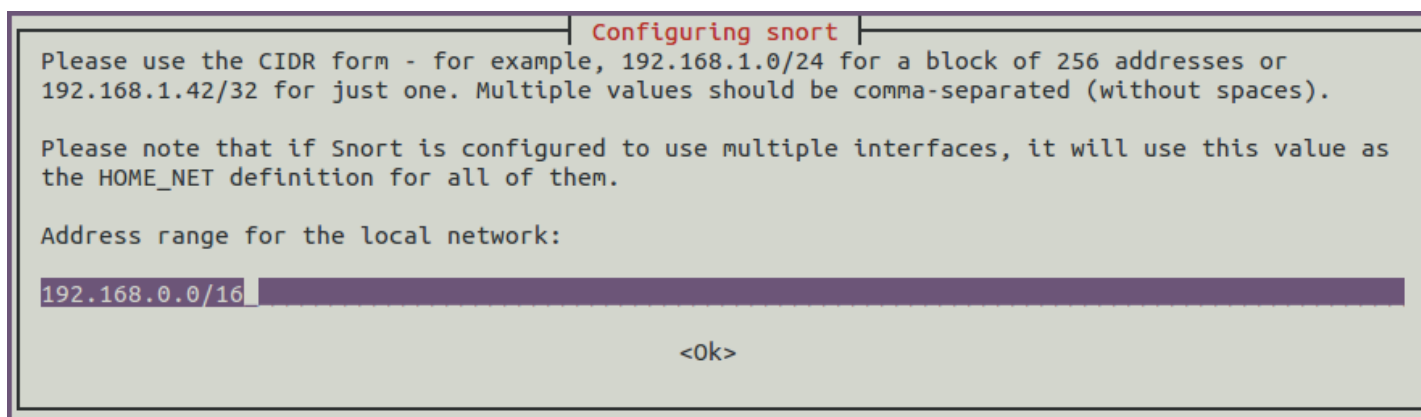 Configuring snort
Please use the CIDR form - for example, 192.168.1.0/24 for a block of 256 addresses or
192.168.1.42/32 for just one. Multiple values should be comma-separated (without spaces).
Please note that if Snort is configured to use multiple interfaces, it will use this value as
the HOME_NET definition for all of them.
Address range for the local network:
192.168.0.0/16
<Ok>